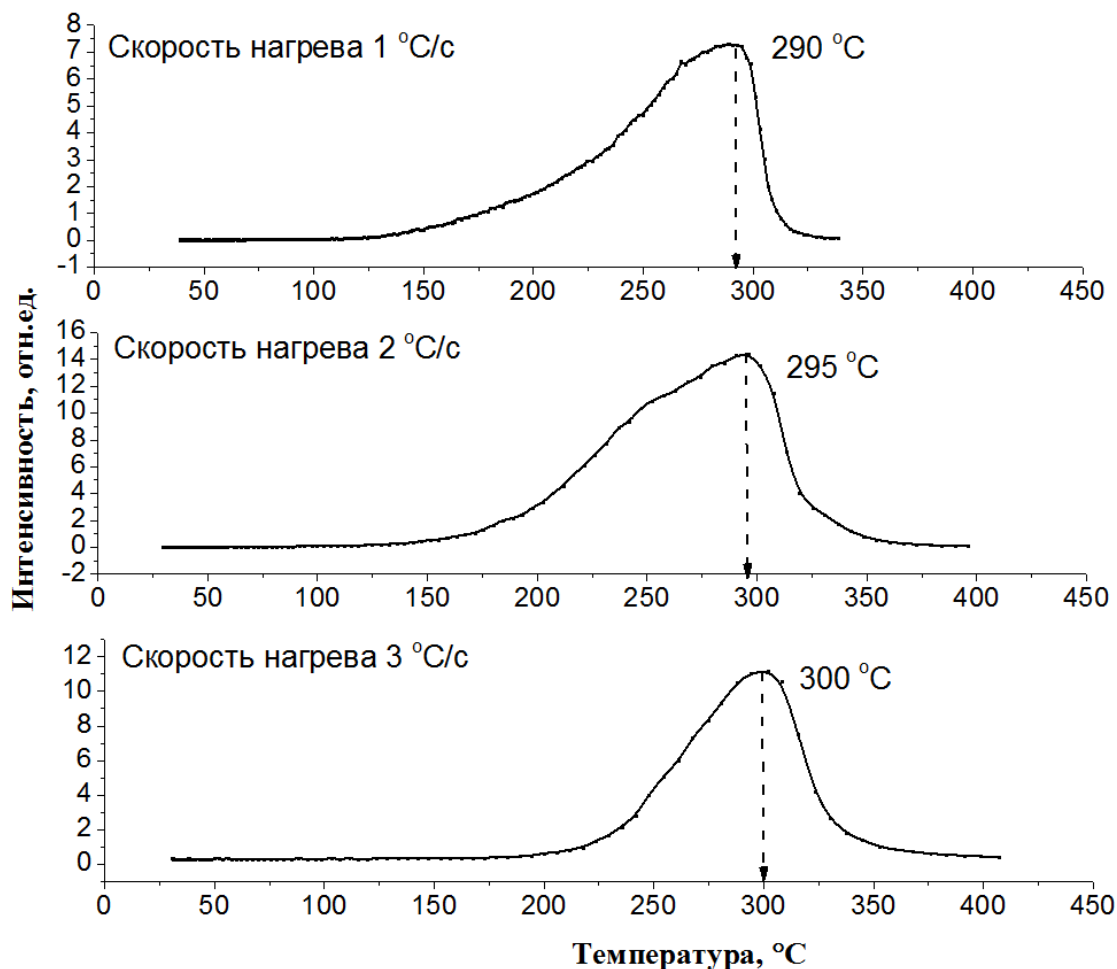 Интенсивность, отн.ед.
8
Скорость нагрева 1 °C/c
290 °C
7
6
5
4
3
2
1
0
-1
0 50 100 150 200 250 300 350 400 450
16
Скорость нагрева 2 °C/c
295 °C
14
12
10
8
6
4
2
0
-2
0 50 100 150 200 250 300 350 400 450
12
Скорость нагрева 3 °C/c
300 °C
10
8
6
4
2
0
0 50 100 150 200 250 300 350 400 450
Температура, °C